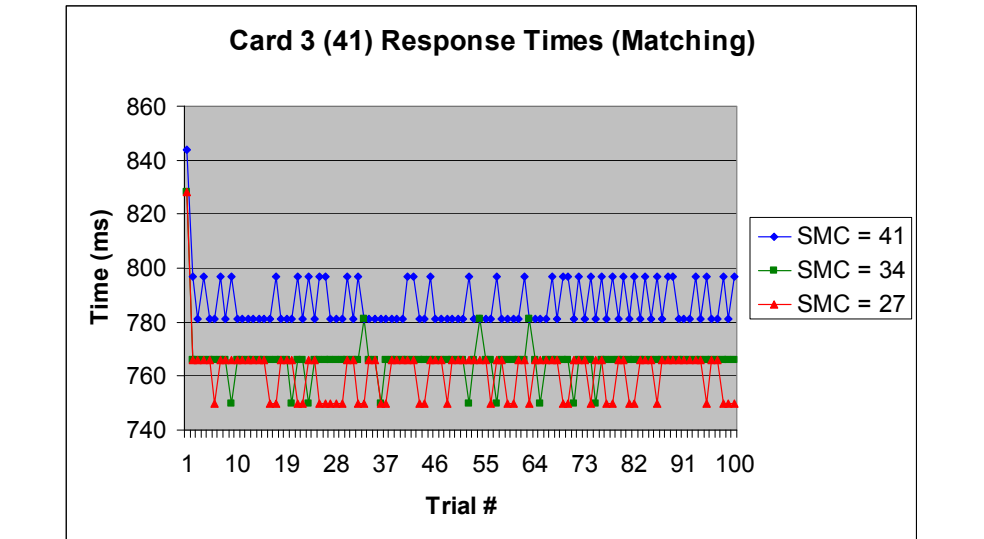 Card 3 (41) Response Times (Matching)
860
840
820
800
780
760
740
Time (ms)
1 10 19 28 37 46 55 64 73 82 91 100
Trial #
SMC = 41
SMC = 34
SMC = 27